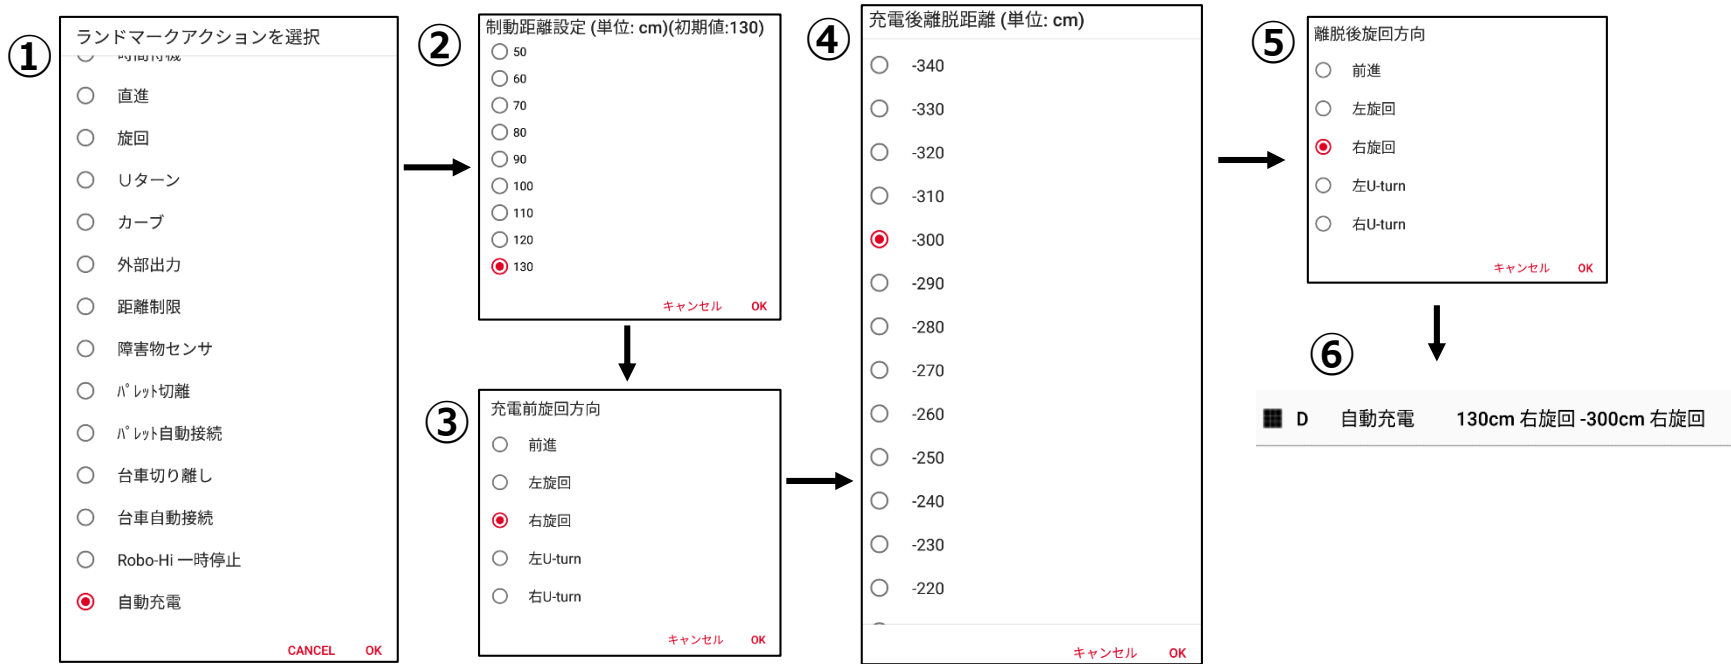 ①
ランドマークアクションを選択
時間待機
直進
旋回
Uターン
カーブ
外部出力
距離制限
障害物センサ
ﾊﾟﾚｯﾄ切離
ﾊﾟﾚｯﾄ自動接続
台車切り離し
台車自動接続
Robo-Hi 一時停止
自動充電
CANCEL OK
②
制動距離設定 (単位: cm)(初期値:130)
50
60
70
80
90
100
110
120
130
キャンセル OK
③
充電前旋回方向
前進
左旋回
右旋回
左U-turn
右U-turn
キャンセル OK
④
充電後離脱距離 (単位: cm)
-340
-330
-320
-310
-300
-290
-280
-270
-260
-250
-240
-230
-220
キャンセル OK
⑤
離脱後旋回方向
前進
左旋回
右旋回
左U-turn
右U-turn
キャンセル OK
⑥
D 自動充電 130cm 右旋回 -300cm 右旋回